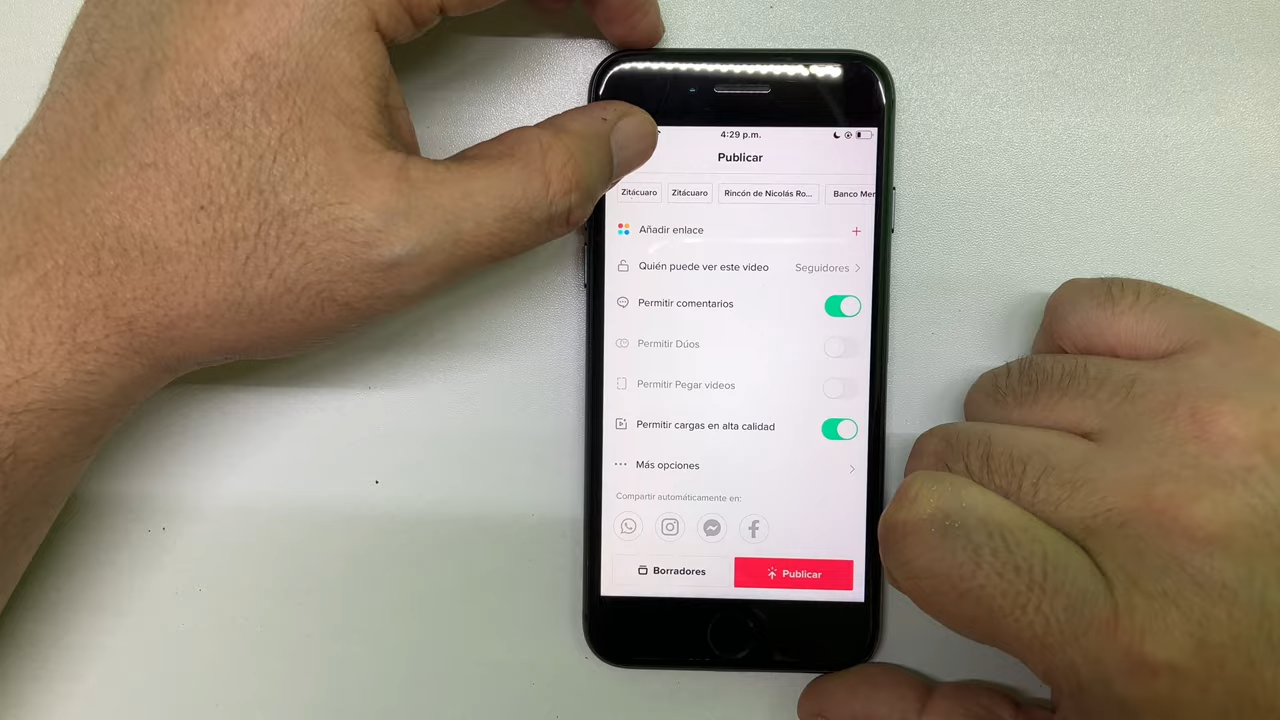 4:29 p.m.
Publicar
Zitácuaro Zitácuaro Rincón de Nicolás Ro... Banco Mer
Añadir enlace
Quién puede ver este video Seguidores
Permitir comentarios
Permitir Dúos
Permitir Pegar videos
Permitir cargas en alta calidad
Más opciones
Compartir automáticamente en:
Borradores Publicar